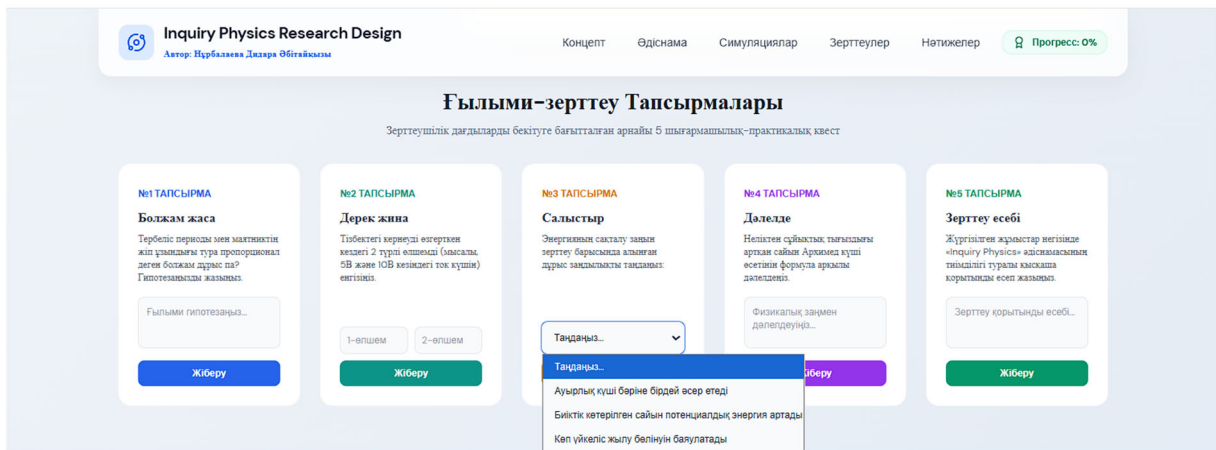 Inquiry Physics Research Design
Автор: Нұрбалаева Дидара Әбітайқызы
Концепт
Әдіснама
Симуляциялар
Зерттеулер
Нәтижелер
Прогресс: 0%
Ғылыми-зерттеу Тапсырмалары
Зерттеушілік дағдыларды бекітуге бағытталған арнайы 5 шығармашылық-практикалық квест
№1 ТАПСЫРМА
Болжам жаса
Тербеліс периоды мен маятниктің
жіп ұзындығы тура пропорционал
деген болжам дұрыс па?
Гипотезаңызды жазыңыз.
Ғылыми гипотезаңыз...
Жіберу
№2 ТАПСЫРМА
Дерек жина
Тізбектегі кернеуді өзгерткен
кездегі 2 түрлі өлшемді (мысалы,
5В және 10В кезіндегі ток күшін)
енгізіңіз.
1-өлшем
2-өлшем
Жіберу
№3 ТАПСЫРМА
Салыстыр
Энергияның сақталу заңын
зерттеу барысында алынған
дұрыс заңдылықты таңдаңыз:
Таңдаңыз...
Таңдаңыз...
Ауырлық күші бәріне бірдей әсер етеді
Биіктік көтерілген сайын потенциалдық энергия артады
Көп үйкеліс жылу бөлінуін баяулатады
№4 ТАПСЫРМА
Дәлелде
Неліктен сұйықтық тығыздығы
артқан сайын Архимед күші
өсетінін формула арқылы
дәлелдеңіз.
Физикалық заңмен
дәлелдеуіңіз...
іберу
№5 ТАПСЫРМА
Зерттеу есебі
Жүргізілген жұмыстар негізінде
«Inquiry Physics» әдіснамасының
тиімділігі туралы қысқаша
қорытынды есеп жазыңыз.
Зерттеу қорытынды есебі...
Жіберу